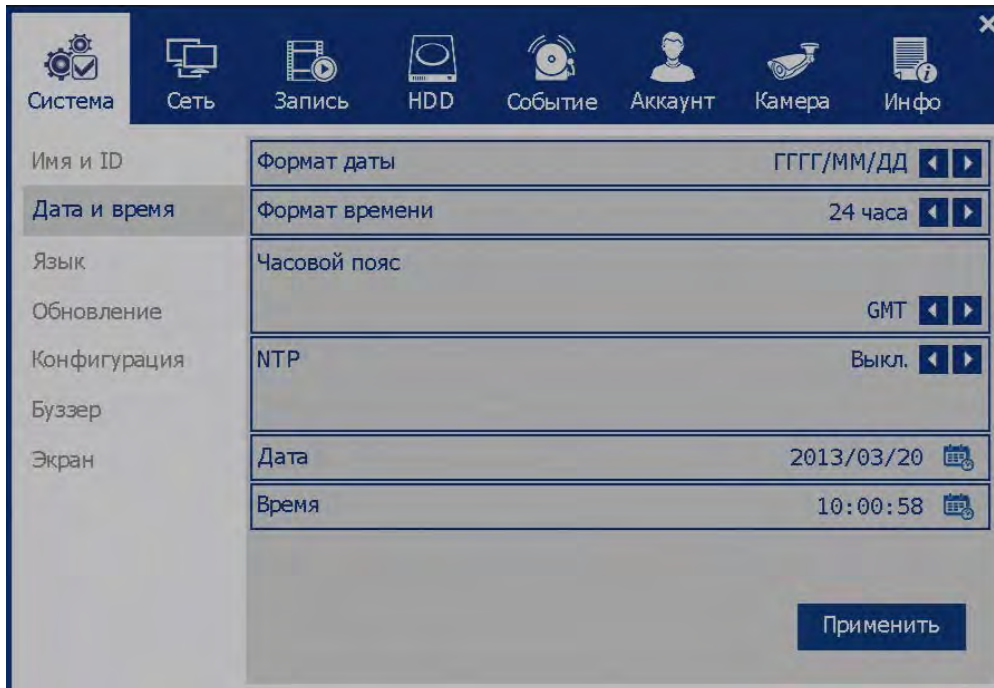 Система Сеть Запись HDD Событие Аккаунт Камера Инфо
Имя и ID
Дата и время
Язык
Обновление
Конфигурация
Буззер
Экран
Формат даты ГГГГ/ММ/ДД
Формат времени 24 часа
Часовой пояс
GMT
NTP Выкл.
Дата 2013/03/20
Время 10:00:58
Применить